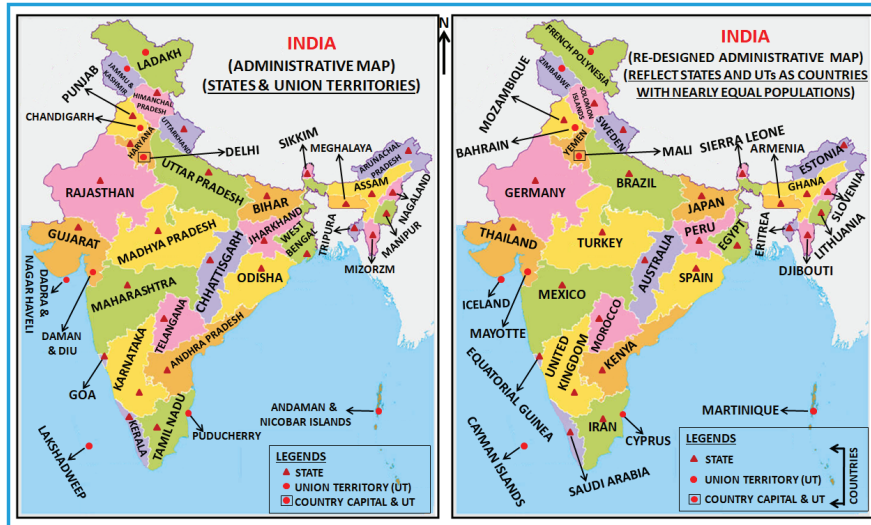 INDIA
(ADMINISTRATIVE MAP)
(STATES & UNION TERRITORIES)
LADAKH
JAMMU &
KASHMIR
PUNJAB
HIMANCHAL
PRADESH
CHANDIGARH
UTTARKHAND
HARYANA
DELHI
SIKKIM
MEGHALAYA
ARUNACHAL
PRADESH
RAJASTHAN
UTTAR PRADESH
ASSAM
BIHAR
NAGALAND
GUJARAT
MADHYA PRADESH
JHARKHAND
WEST
BENGAL
TRIPURA
MANIPUR
MIZORZM
DADRA &
NAGAR HAVELI
CHHATTISGARH
ODISHA
MAHARASHTRA
DAMAN
& DIU
TELANGANA
ANDHRA PRADESH
KARNATAKA
GOA
ANDAMAN &
NICOBAR ISLANDS
PUDUCHERRY
TAMIL NADU
KERALA
LAKSHADWEEP
LEGENDS
STATE
UNION TERRITORY (UT)
COUNTRY CAPITAL & UT
N
INDIA
(RE-DESIGNED ADMINISTRATIVE MAP)
(REFLECT STATES AND UTs AS COUNTRIES
WITH NEARLY EQUAL POPULATIONS)
FRENCH POLYNESIA
ZIMBABWE
MOZAMBIQUE
SOLOMON
ISLANDS
SWEDEN
BAHRAIN
YEMEN
MALI
SIERRA LEONE
ARMENIA
ESTONIA
GERMANY
BRAZIL
GHANA
JAPAN
SLOVENIA
THAILAND
TURKEY
PERU
EGYPT
ERITREA
LITHUANIA
DJIBOUTI
ICELAND
AUSTRALIA
SPAIN
MEXICO
MAYOTTE
MOROCCO
KENYA
UNITED
KINGDOM
EQUATORIAL GUINEA
MARTINIQUE
IRAN
CYPRUS
CAYMAN ISLANDS
SAUDI ARABIA
LEGENDS
STATE
UNION TERRITORY (UT)
COUNTRY CAPITAL & UT
COUNTRIES